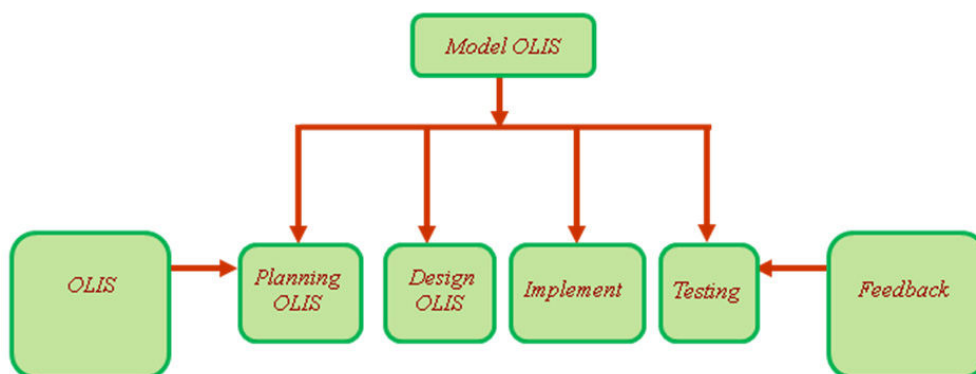 Model OLIS
OLIS
Planning
OLIS
Design
OLIS
Implement
Testing
Feedback